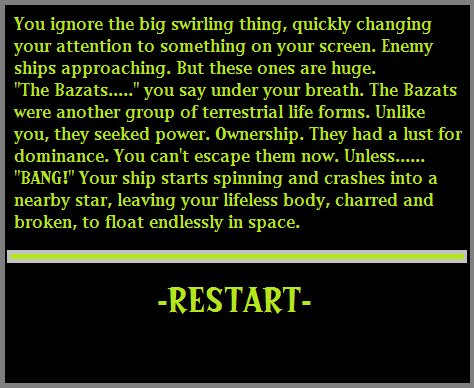 You ignore the big swirling thing, quickly changing
your attention to something on your screen. Enemy
ships approaching. But these ones are huge.
"The Bazats....." you say under your breath. The Bazats
were another group of terrestrial life forms. Unlike
you, they seeked power. Ownership. They had a lust for
dominance. You can't escape them now. Unless......
"BANG!" Your ship starts spinning and crashes into a
nearby star, leaving your lifeless body, charred and
broken, to float endlessly in space.
-RESTART-